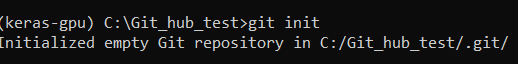 (keras-gpu) C:\Git_hub_test>git init
Initialized empty Git repository in C:/Git_hub_test/.git/